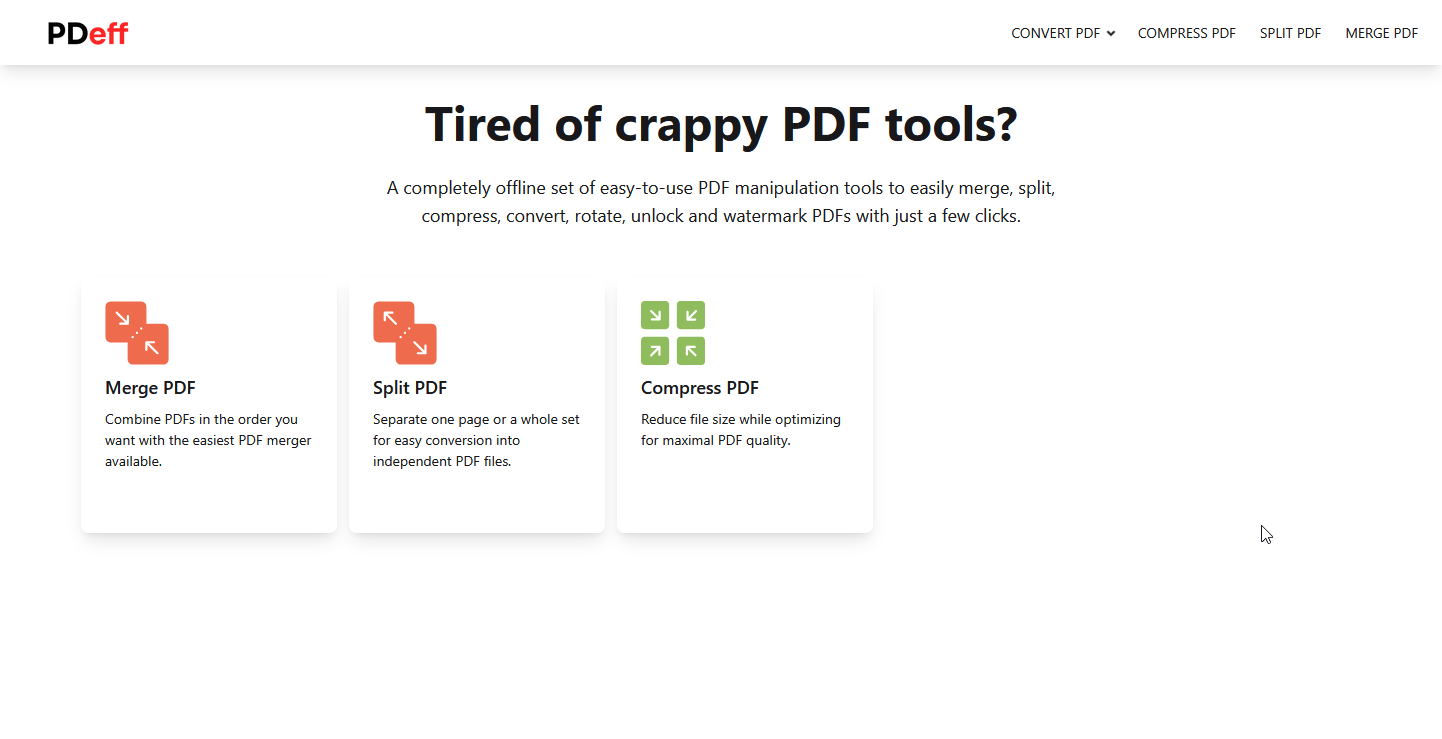 PDeff
CONVERT PDF
COMPRESS PDF
SPLIT PDF
MERGE PDF
Tired of crappy PDF tools?
A completely offline set of easy-to-use PDF manipulation tools to easily merge, split,
compress, convert, rotate, unlock and watermark PDFs with just a few clicks.
Merge PDF
Combine PDFs in the order you
want with the easiest PDF merger
available.
Split PDF
Separate one page or a whole set
for easy conversion into
independent PDF files.
Compress PDF
Reduce file size while optimizing
for maximal PDF quality.